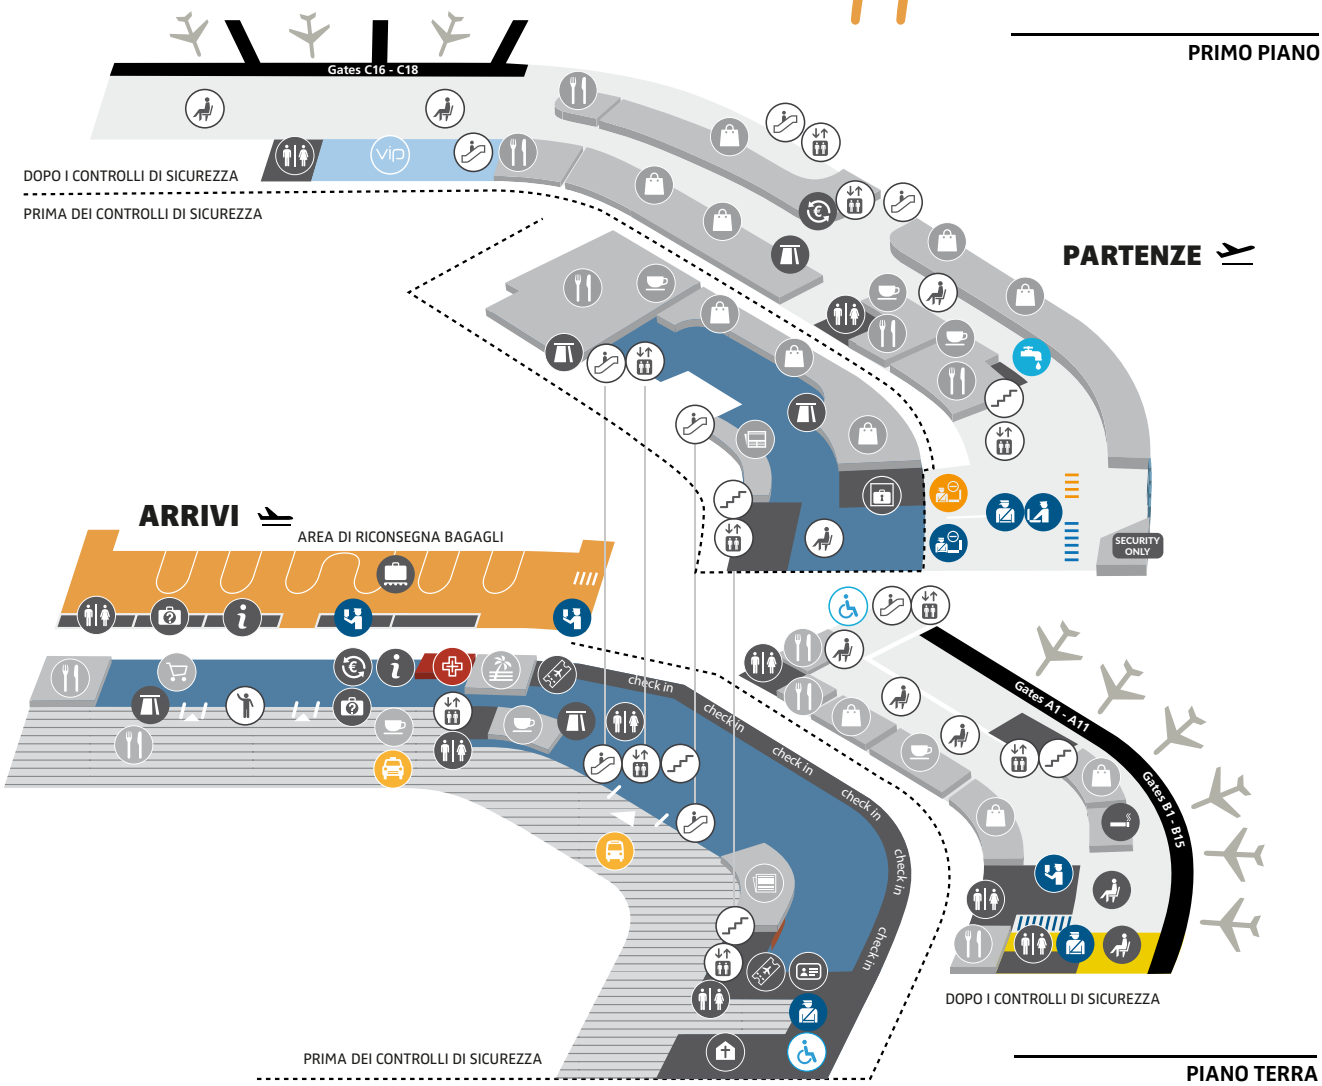 PRIMO PIANO
Gates C16 - C18
vip
DOPO I CONTROLLI DI SICUREZZA
PRIMA DEI CONTROLLI DI SICUREZZA
PARTENZE
ARRIVI
AREA DI RICONSEGNA BAGAGLI
SECURITY
ONLY
check in
check in
check in
check in
check in
check in
Gates A1 - A11
Gates B1 - B15
DOPO I CONTROLLI DI SICUREZZA
PRIMA DEI CONTROLLI DI SICUREZZA
PIANO TERRA